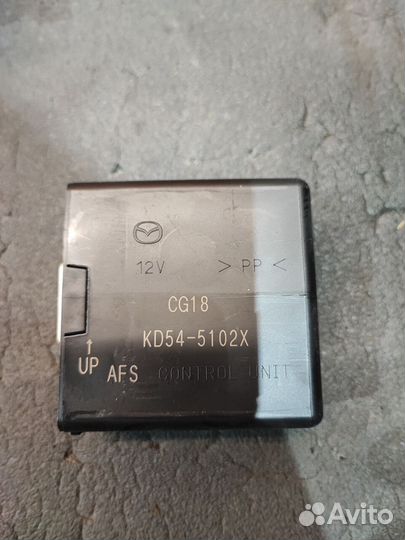 12V >PP<
CG18
KD54-5102X
↑
UP AFS CONTROL UNIT
Avito